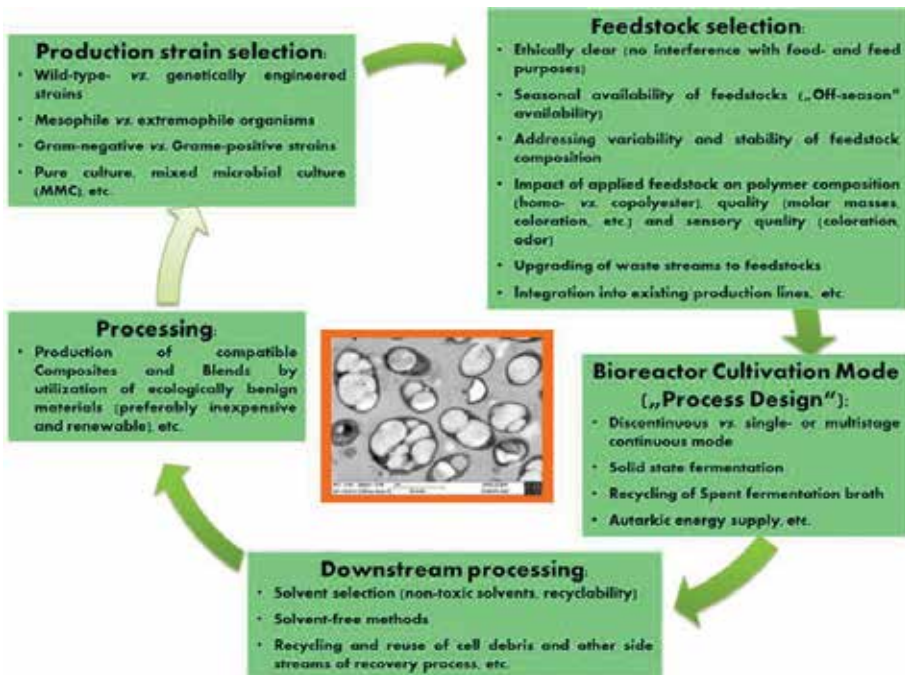 Production strain selection:
• Wild-type- vs. genetically engineered
strains
• Mesophile vs. extremophile organisms
• Gram-negative vs. Grame-positive strains
• Pure culture, mixed microbial culture
(MMC), etc.
Feedstock selection:
• Ethically clear (no interference with food- and feed
purposes)
• Seasonal availability of feedstocks („Off-season"
availability)
• Addressing variability and stability of feedstock
composition
• Impact of applied feedstock on polymer composition
(homo- vs. copolyester), quality (molar masses,
coloration, etc.) and sensory quality (coloration,
odor)
• Upgrading of waste streams to feedstocks
• Integration into existing production lines, etc.
Bioreactor Cultivation Mode
(„Process Design"):
• Discontinuous vs. single- or multistage
continuous mode
• Solid state fermentation
• Recycling of Spent fermentation broth
• Autarkic energy supply, etc.
Downstream processing:
• Solvent selection (non-toxic solvents, recyclability)
• Solvent-free methods
• Recycling and reuse of cell debris and other side
streams of recovery process, etc.
Processing:
• Production of compatible
Composites and Blends by
utilization of ecologically benign
materials (preferably inexpensive
and renewable), etc.